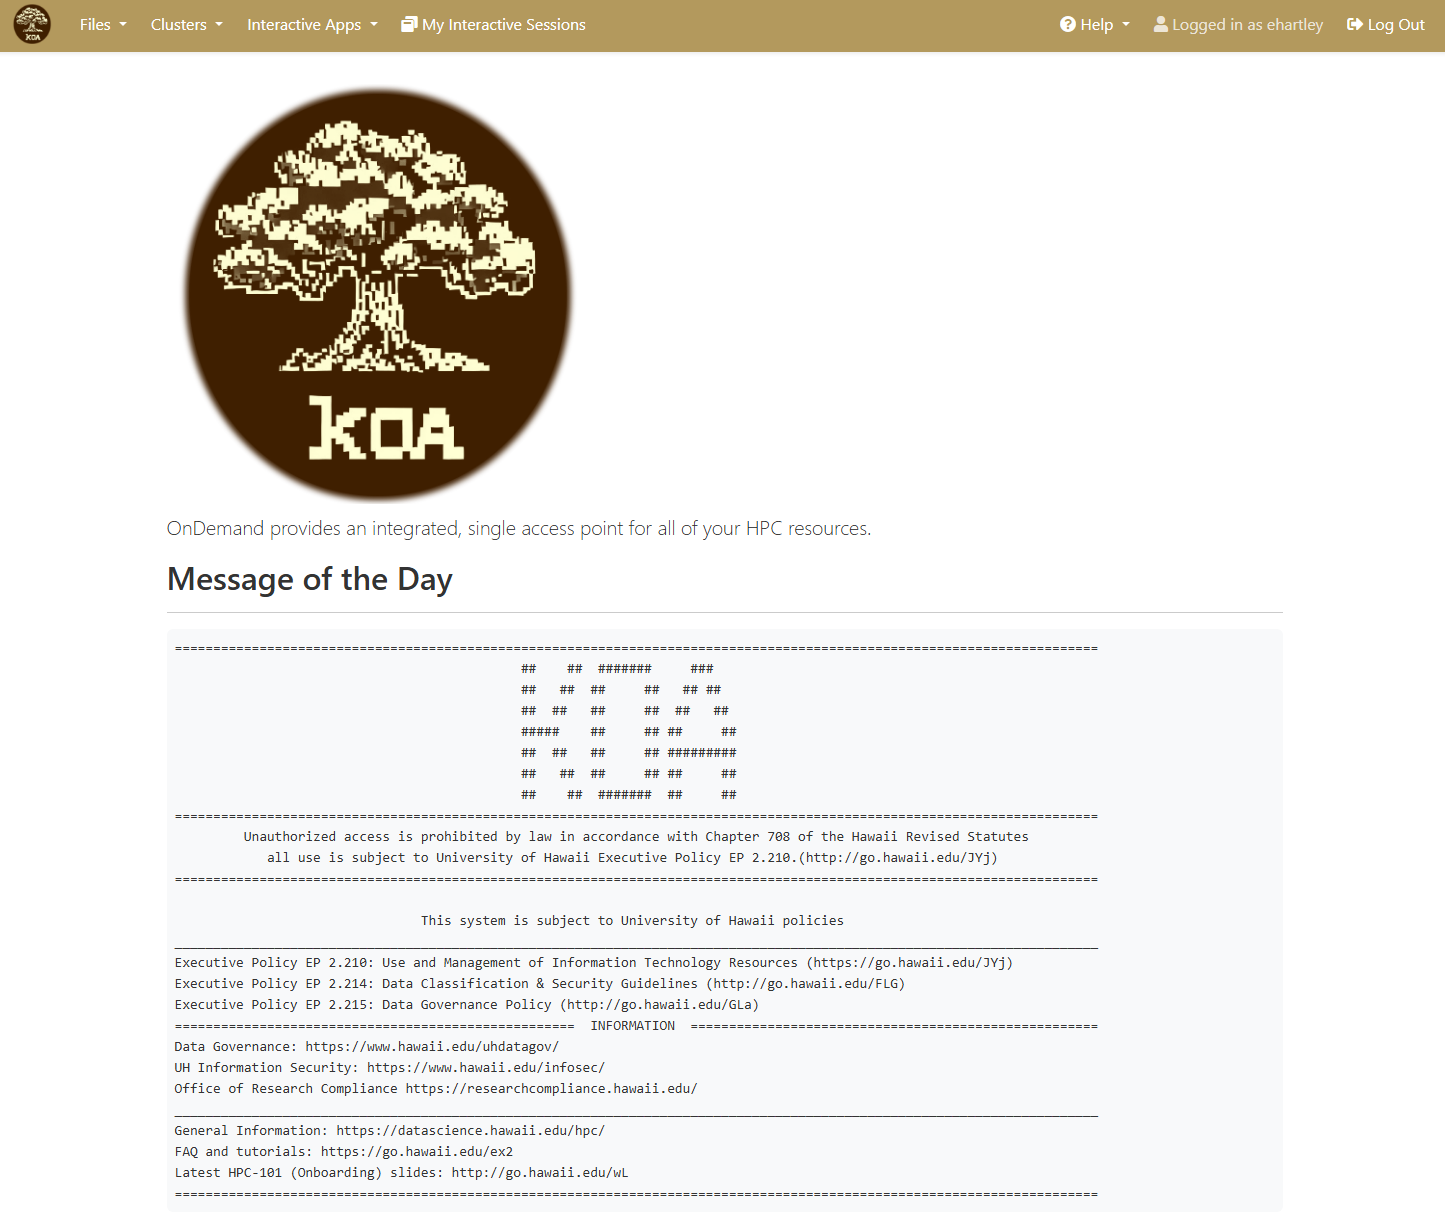 KOA Files Clusters Interactive Apps My Interactive Sessions Help Logged in as ehartley Log Out
KOA
OnDemand provides an integrated, single access point for all of your HPC resources.
Message of the Day
========================================================================================================================
##    ##  #######     ###
##   ##  ##     ##   ## ##
##  ##   ##     ##  ##   ##
#####    ##     ## ##     ##
##  ##   ##     ## #########
##   ##  ##     ## ##     ##
##    ##  #######  ##     ##
========================================================================================================================
Unauthorized access is prohibited by law in accordance with Chapter 708 of the Hawaii Revised Statutes
all use is subject to University of Hawaii Executive Policy EP 2.210.(http://go.hawaii.edu/JYj)
========================================================================================================================
This system is subject to University of Hawaii policies
________________________________________________________________________________________________________________________
Executive Policy EP 2.210: Use and Management of Information Technology Resources (https://go.hawaii.edu/JYj)
Executive Policy EP 2.214: Data Classification & Security Guidelines (http://go.hawaii.edu/FLG)
Executive Policy EP 2.215: Data Governance Policy (http://go.hawaii.edu/GLa)
====================================================  INFORMATION  =====================================================
Data Governance: https://www.hawaii.edu/uhdatagov/
UH Information Security: https://www.hawaii.edu/infosec/
Office of Research Compliance https://researchcompliance.hawaii.edu/
________________________________________________________________________________________________________________________
General Information: https://datascience.hawaii.edu/hpc/
FAQ and tutorials: https://go.hawaii.edu/ex2
Latest HPC-101 (Onboarding) slides: http://go.hawaii.edu/wL
========================================================================================================================